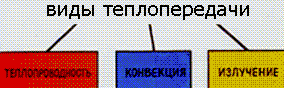 виды теплопередачи
ТЕПЛОПРОВОДНОСТЬ КОНВЕКЦИЯ ИЗЛУЧЕНИЕ